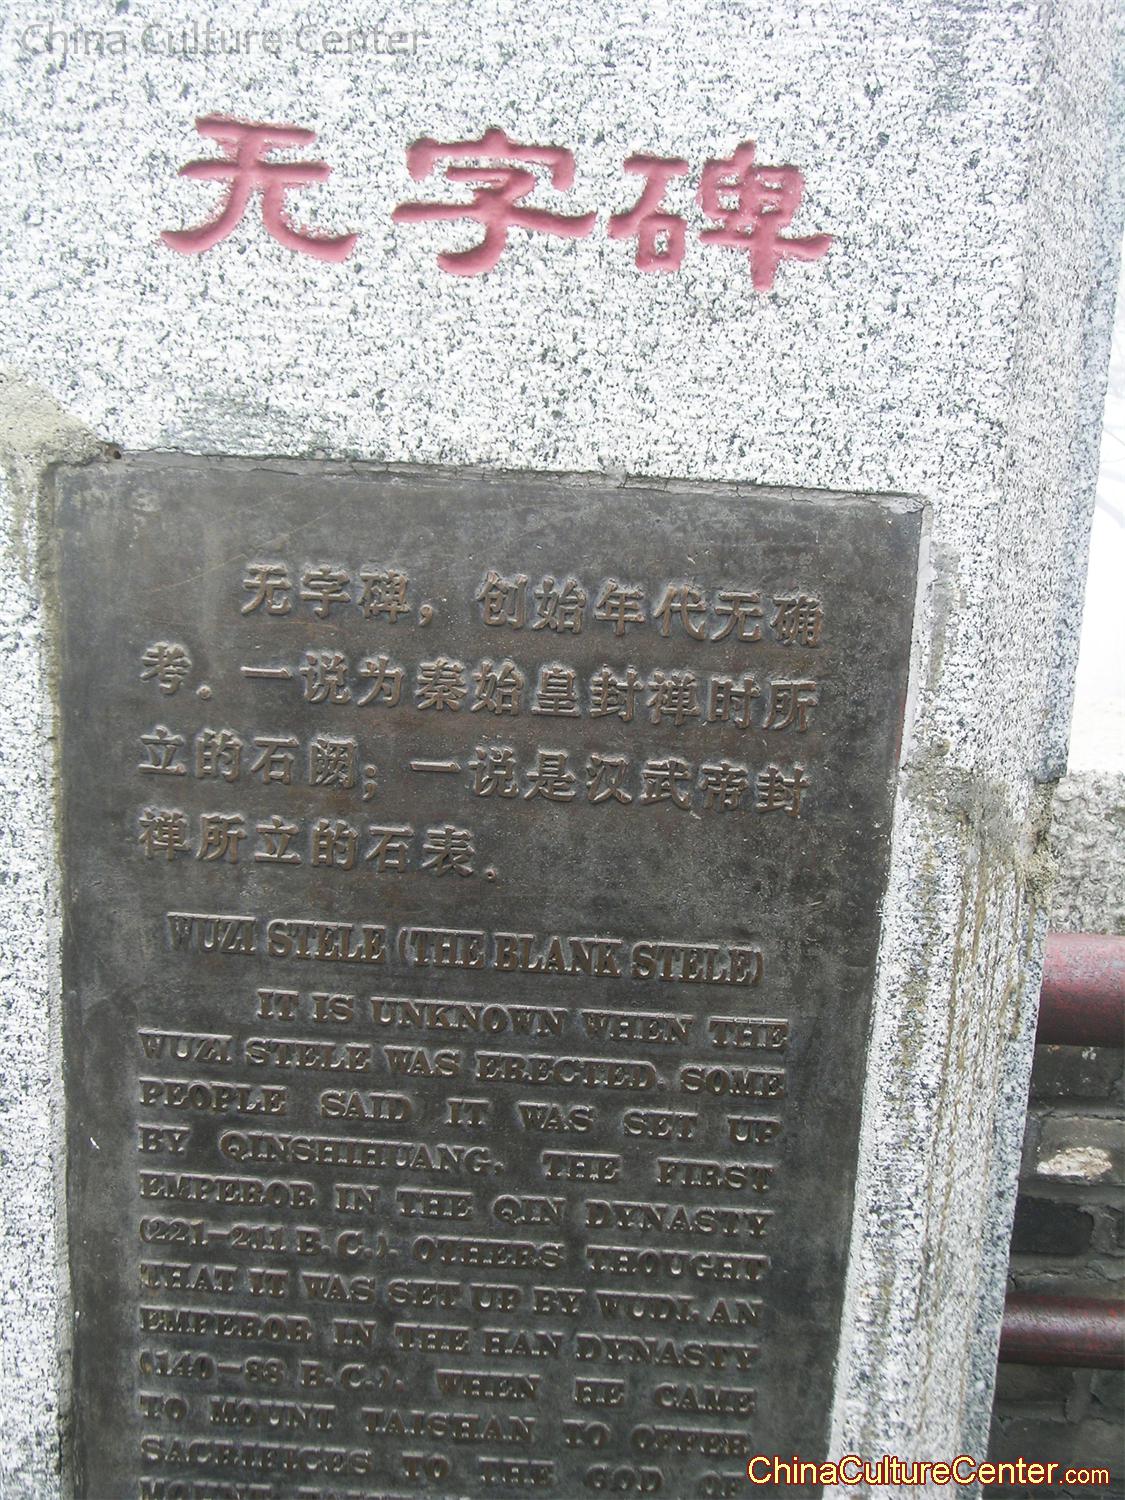 China Culture Center
无字碑
无字碑，创始年代无确
考．一说为秦始皇封禅时所
立的石阙；一说是汉武帝封
禅所立的石表．
WUZI STELE (THE BLANK STELE)
IT IS UNKNOWN WHEN THE
WUZI STELE WAS ERECTED. SOME
PEOPLE SAID IT WAS SET UP
BY QINSHIHUANG, THE FIRST
EMPEROR IN THE QIN DYNASTY
(221-211 B.C.). OTHERS THOUGHT
THAT IT WAS SET UP BY WUDI, AN
EMPEROR IN THE HAN DYNASTY
(140-88 B.C.), WHEN HE CAME
TO MOUNT TAISHAN TO OFFER
SACRIFICES TO THE GOD OF
MOUNT
ChinaCultureCenter.com